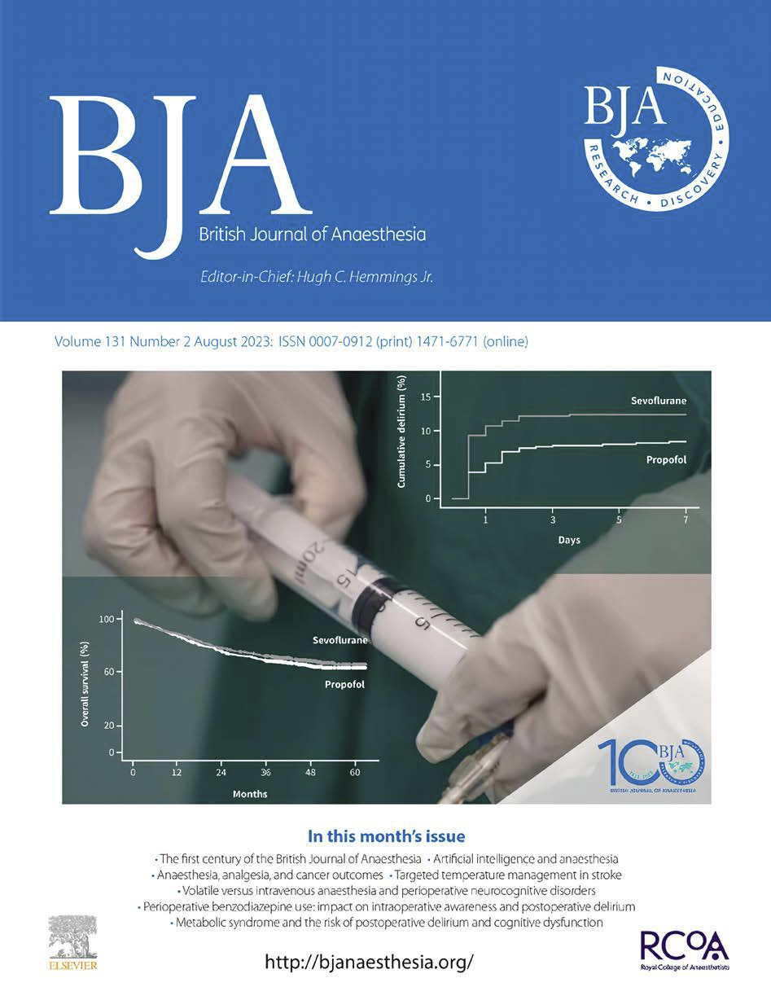 BJA
British Journal of Anaesthesia
Editor-in-Chief: Hugh C. Hemmings Jr.
BJA
RESEARCH • DISCOVERY • EDUCATION
Volume 131 Number 2 August 2023: ISSN 0007-0912 (print) 1471-6771 (online)
Cumulative delirium (%)
15
10
5
0
Sevoflurane
Propofol
1 3 5 7
Days
20ml
15
5
Overall survival (%)
100
60
20
0
Sevoflurane
Propofol
0 12 24 36 48 60
Months
100 BJA
BRITISH JOURNAL OF ANAESTHESIA
In this month's issue
• The first century of the British Journal of Anaesthesia • Artificial intelligence and anaesthesia
• Anaesthesia, analgesia, and cancer outcomes • Targeted temperature management in stroke
• Volatile versus intravenous anaesthesia and perioperative neurocognitive disorders
• Perioperative benzodiazepine use: impact on intraoperative awareness and postoperative delirium
• Metabolic syndrome and the risk of postoperative delirium and cognitive dysfunction
ELSEVIER
http://bjanaesthesia.org/
RCOA
Royal College of Anaesthetists